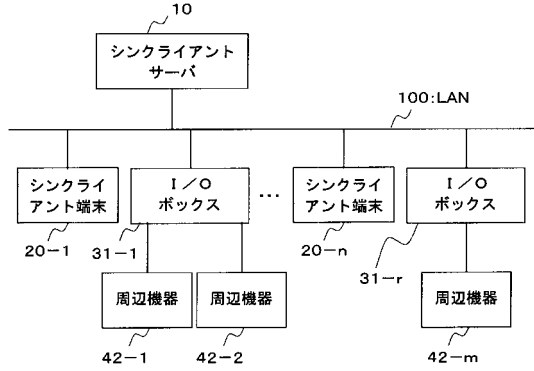 10
シンクライアント
サーバ
100:LAN
シンクライ
アント端末
I／O
ボックス
…
シンクライ
アント端末
I／O
ボックス
20-1
31-1
20-n
31-r
周辺機器
周辺機器
周辺機器
42-1
42-2
42-m